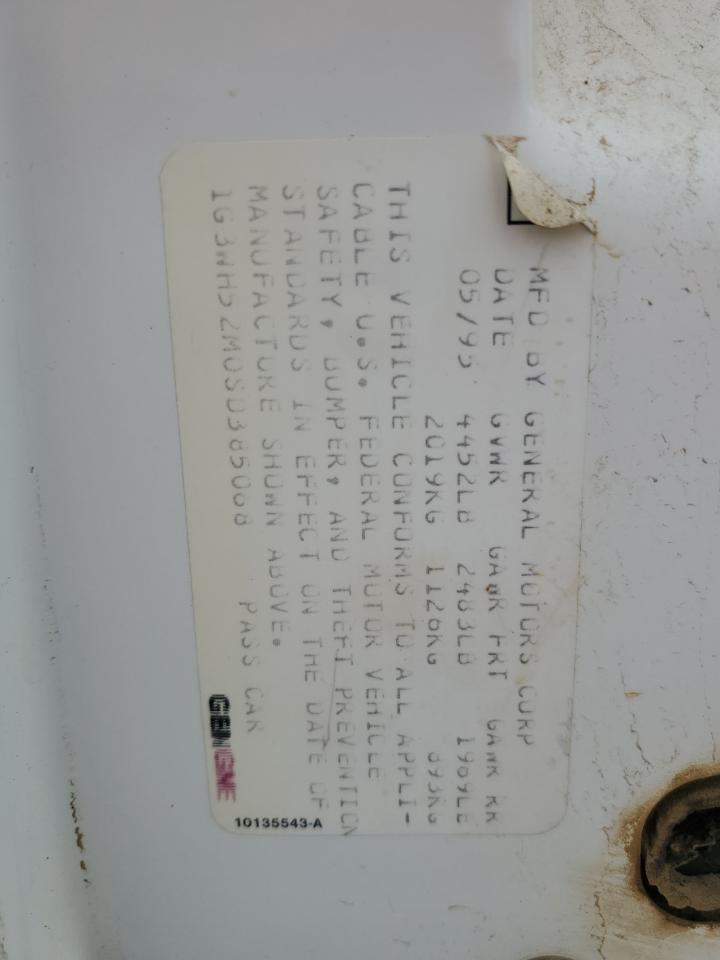 MFD BY GENERAL MOTORS CORP
DATE GVWR GAWR FRT GAWR RR
05/95 4452LB 2483LB 1969LB
2019KG 1126KG 893KG
THIS VEHICLE CONFORMS TO ALL APPLI-
CABLE U.S. FEDERAL MOTOR VEHICLE
SAFETY, BUMPER, AND THEFT PREVENTION
STANDARDS IN EFFECT ON THE DATE OF
MANUFACTURE SHOWN ABOVE.
1G3WH52M0SD385068 PASS CAR
10135543-A